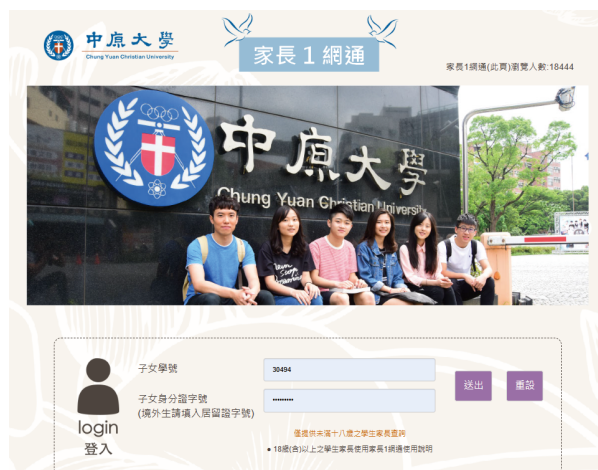 中原大學
Chung Yuan Christian University
家長1網通
家長1網通(此頁)瀏覽人數:18444
中原大學
Chung Yuan Christian University
子女學號
30494
子女身分證字號
(境外生請填入居留證字號)
•••••••••
送出
重設
login
登入
僅提供未滿十八歲之學生家長查詢
• 18歲(含)以上之學生家長使用家長1網通使用說明